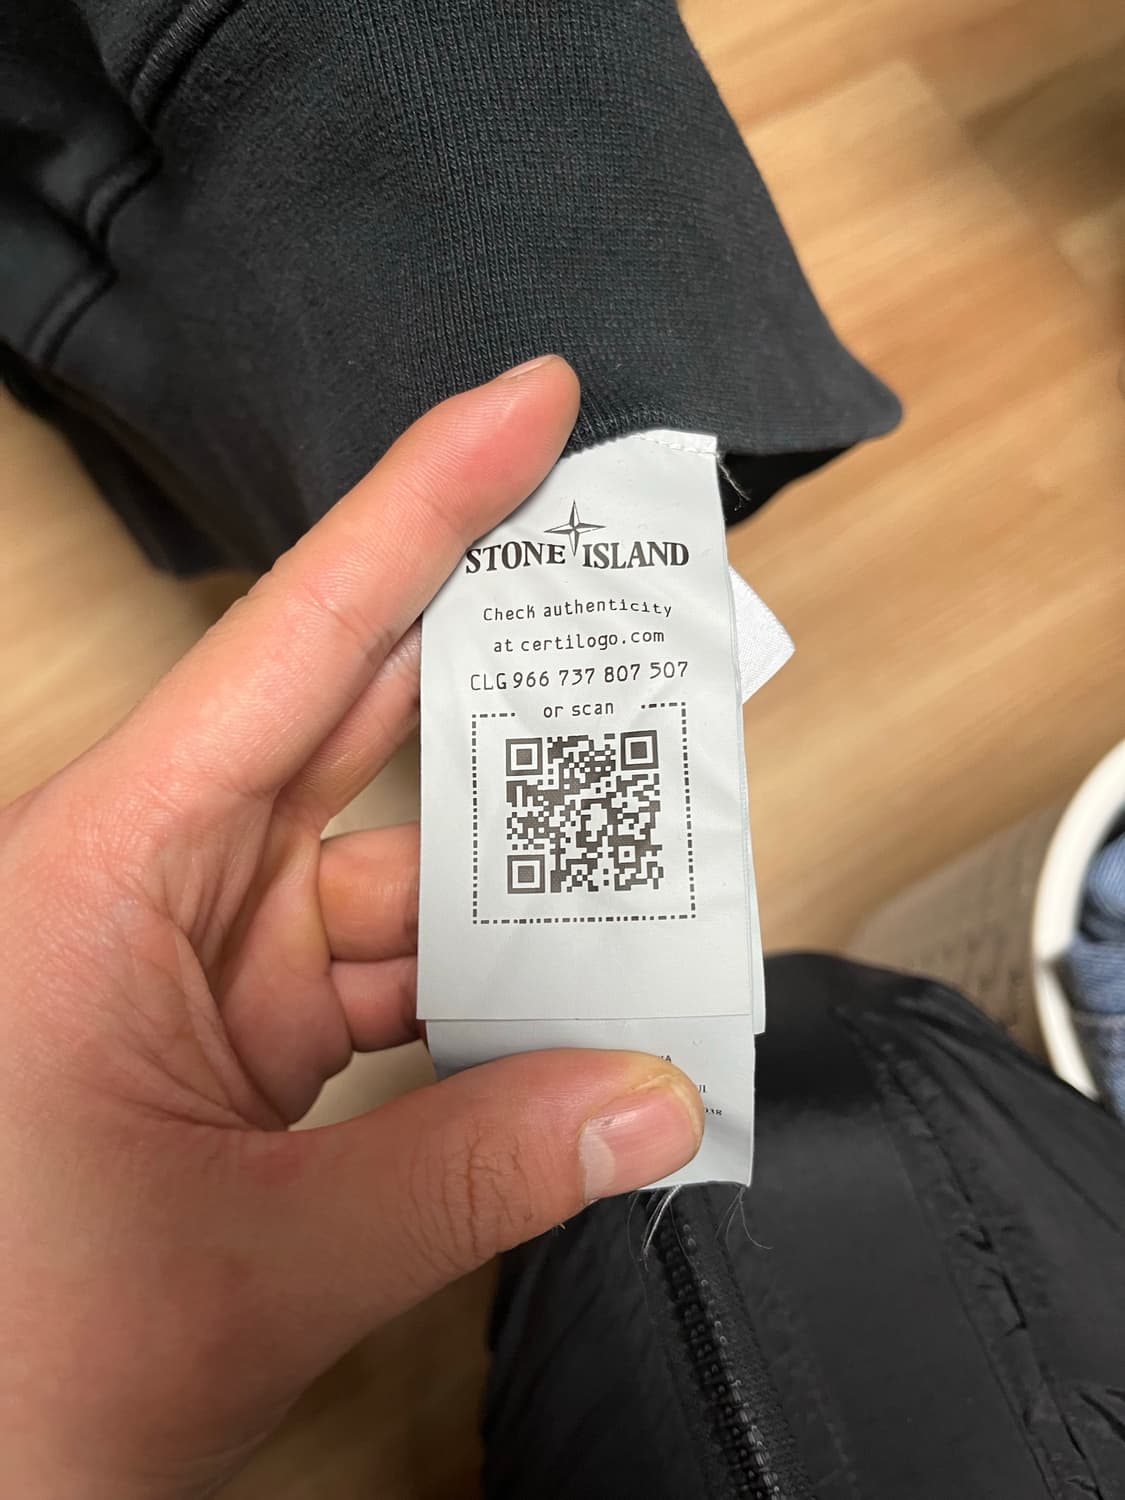 STONE ISLAND
Check authenticity
at certilogo.com
CLG 966 737 807 507
or scan